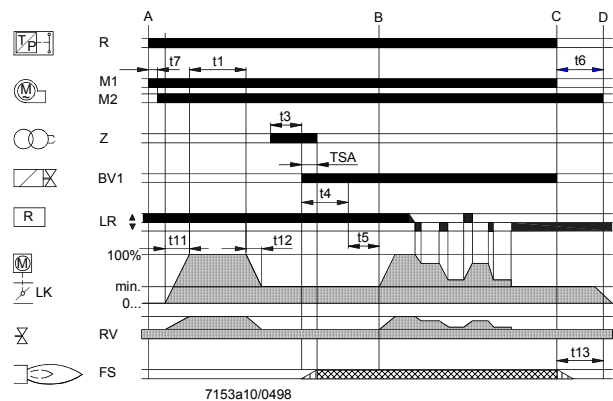 A B C D
T P R
t7 t1 t6
M M1
M2
t3
Z
TSA
BV1
t4
R LR
t11 t12 t5
100%
M
min.
LK
0...
RV
t13
FS
7153a10/0498